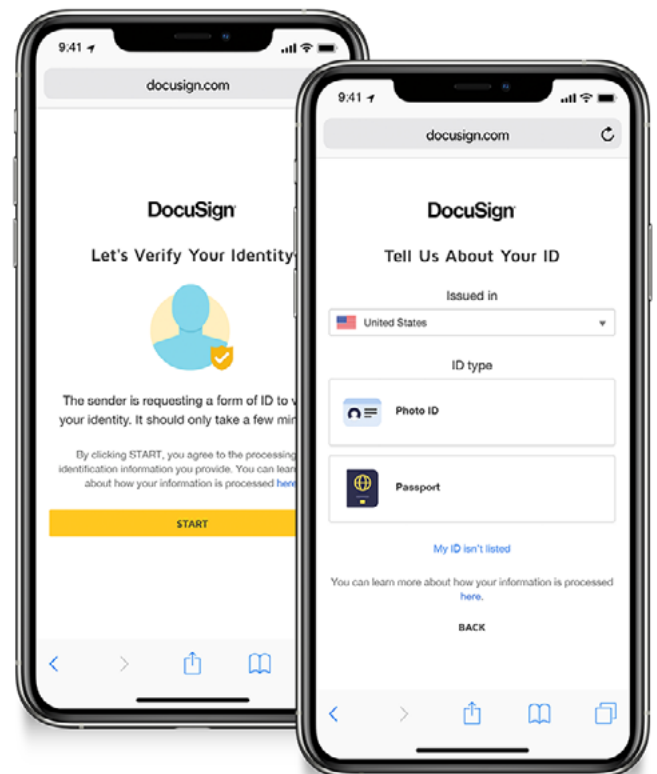 9:41
docusign.com
DocuSign
Let's Verify Your Identity
The sender is requesting a form of ID to
your identity. It should only take a few
By clicking START, you agree to the processing
identification information you provide. You can
about how your information is processed here
START
9:41
docusign.com
DocuSign
Tell Us About Your ID
Issued in
United States
ID type
Photo ID
Passport
My ID isn't listed
You can learn more about how your information is processed
here.
BACK